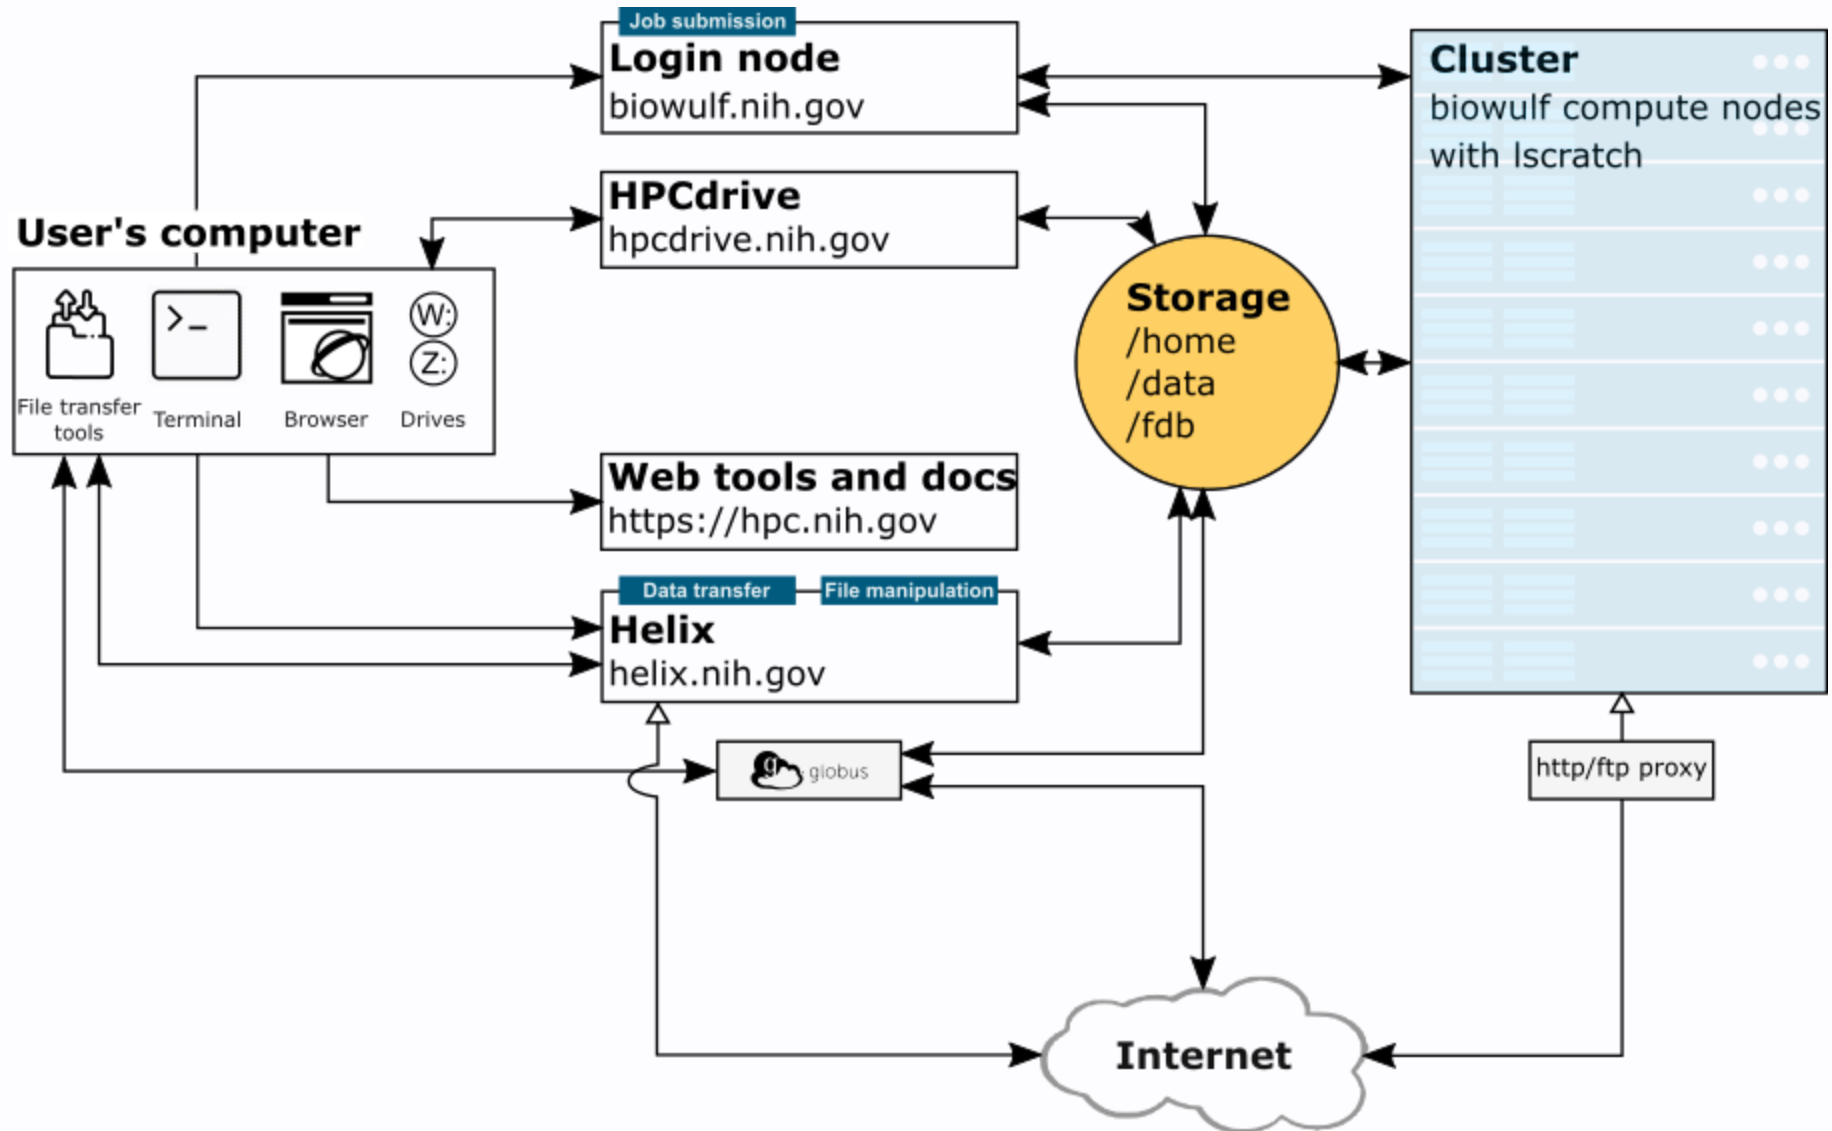 Job submission
Login node
biowulf.nih.gov
Cluster
biowulf compute nodes
with lscratch
HPCdrive
hpcdrive.nih.gov
User's computer
>_
W:
Z:
File transfer
tools
Terminal
Browser
Drives
Storage
/home
/data
/fdb
Web tools and docs
https://hpc.nih.gov
Data transfer
File manipulation
Helix
helix.nih.gov
g globus
http/ftp proxy
Internet